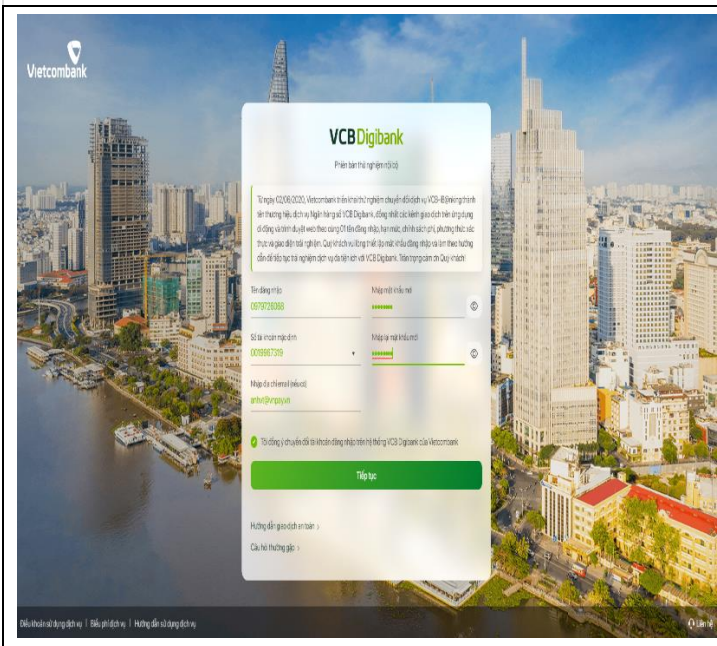 Vietcombank
VCB Digibank
Phiên bản thử nghiệm nội bộ
Từ ngày 02/06/2020, Vietcombank triển khai thử nghiệm chuyển đổi dịch vụ VCB-iB@nking thành
tên thương hiệu dịch vụ Ngân hàng số VCB Digibank, đồng nhất các kênh giao dịch trên ứng dụng
di động và trình duyệt web theo cùng 01 tên đăng nhập, hạn mức, chính sách phí, phương thức xác
thực và giao diện trải nghiệm. Quý khách vui lòng thiết lập mật khẩu đăng nhập và làm theo hướng
dẫn để tiếp tục trải nghiệm dịch vụ đa tiện ích với VCB Digibank. Trân trọng cảm ơn Quý khách!
Tên đăng nhập
Nhập mật khẩu mới
0979726068
Số tài khoản mặc định
Nhập lại mật khẩu mới
0019967319
Nhập địa chỉ email (nếu có)
anhvt@vnpay.vn
Tôi đồng ý chuyển đổi tài khoản đăng nhập trên hệ thống VCB Digibank của Vietcombank
Tiếp tục
Hướng dẫn giao dịch an toàn >
Câu hỏi thường gặp >
Điều khoản sử dụng dịch vụ | Biểu phí dịch vụ | Hướng dẫn sử dụng dịch vụ
Liên hệ